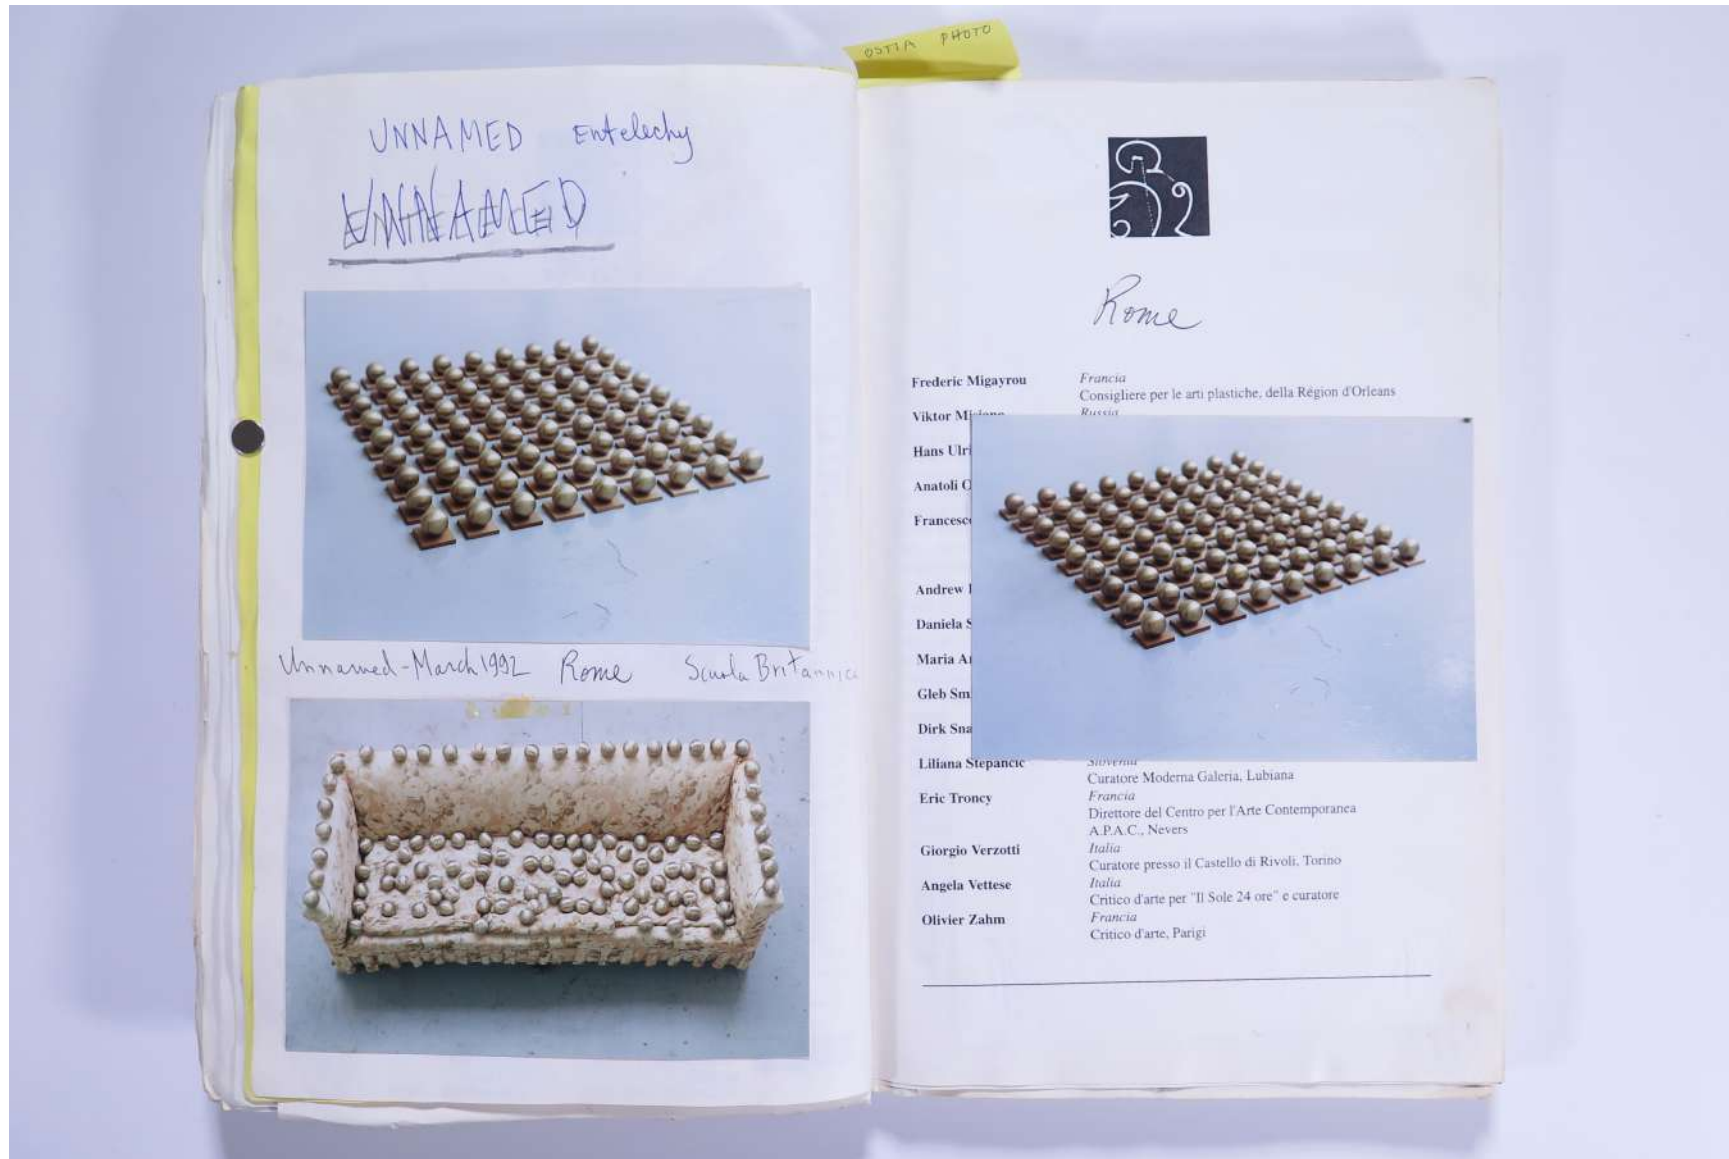 OSTIA PHOTO
UNNAMED Entelechy
UNNAMED
Unnamed - March 1992 Rome Scuola Britannica
Rome
Frederic Migayrou Francia
Consigliere per le arti plastiche, della Région d'Orleans
Viktor Russia
Hans
Anatoli
Andrew
Daniela
Maria
Gleb
Dirk
Liliana Stepancic Slovenia
Curatore Moderna Galeria, Lubiana
Eric Troncy Francia
Direttore del Centro per l'Arte Contemporanea
A.P.A.C., Nevers
Giorgio Verzotti Italia
Curatore presso il Castello di Rivoli, Torino
Angela Vettese Italia
Critico d'arte per "Il Sole 24 ore" e curatore
Olivier Zahm Francia
Critico d'arte, Parigi